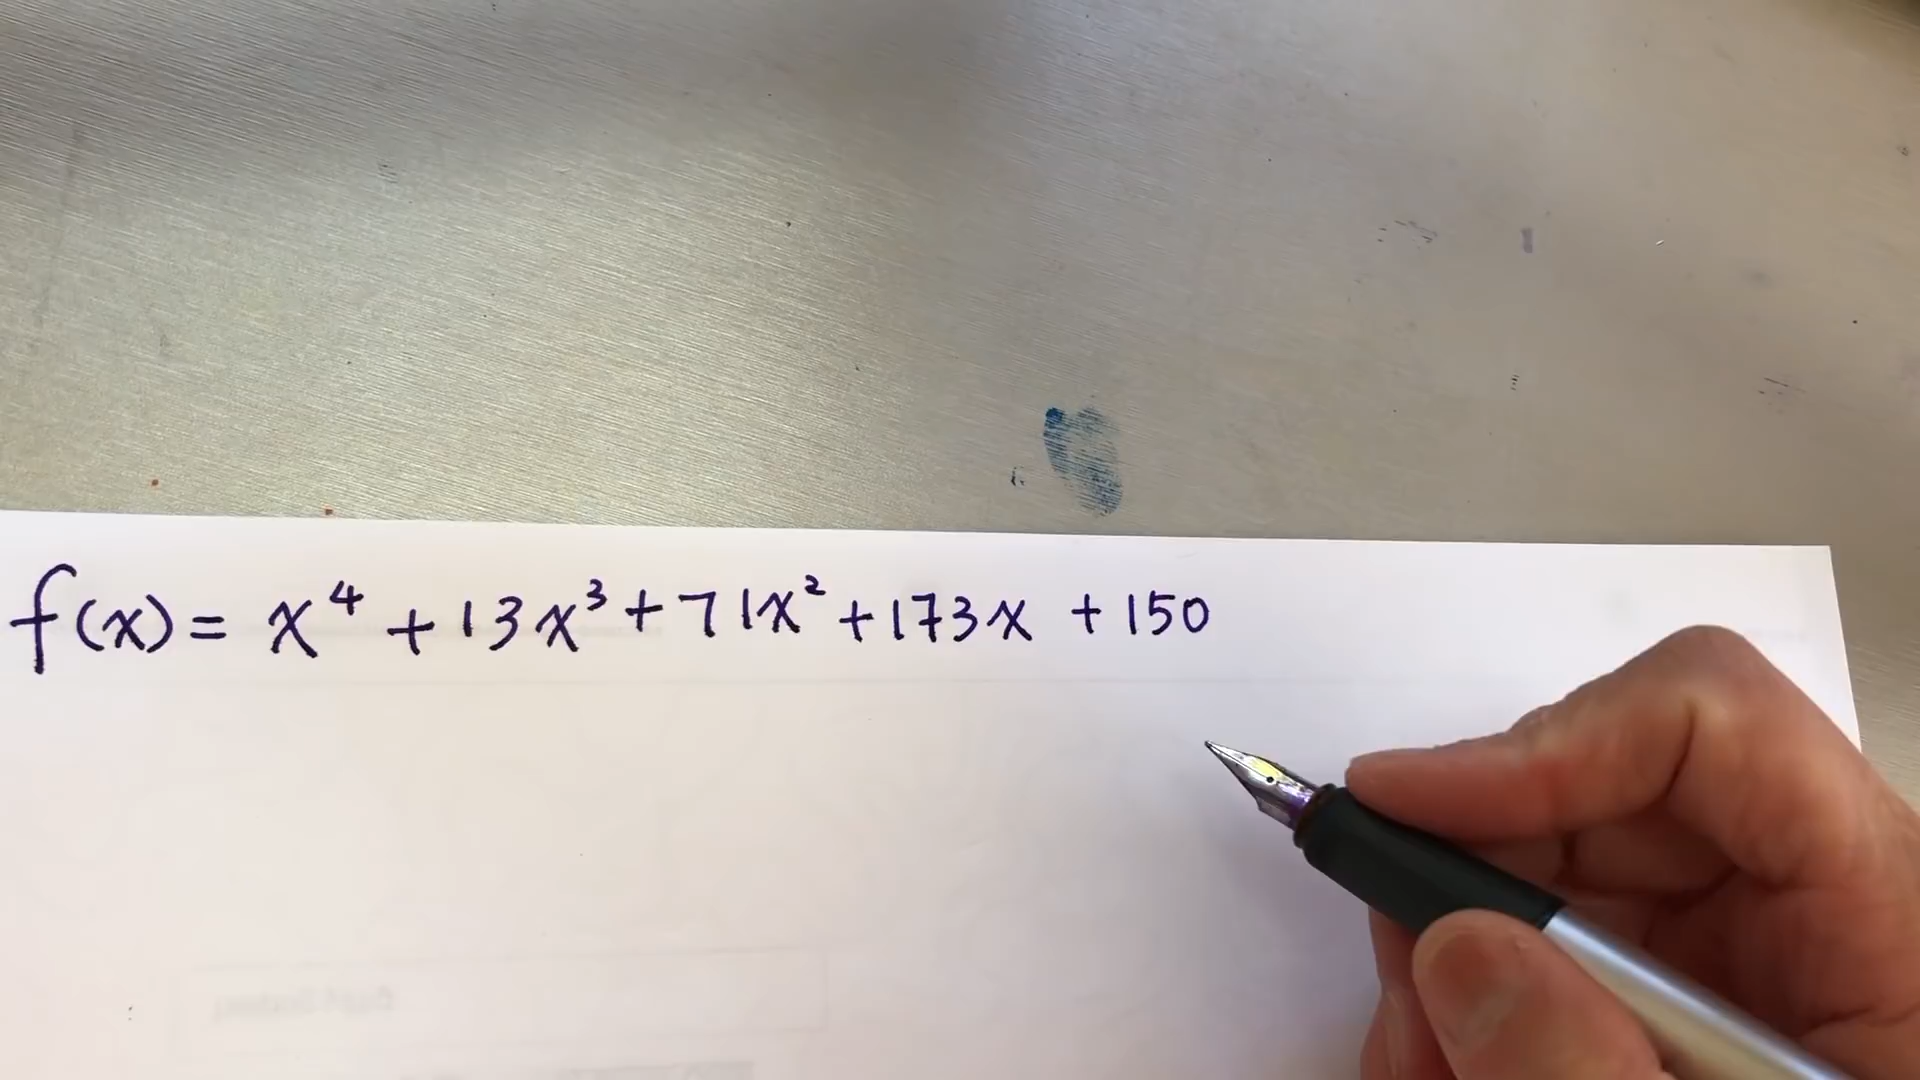 f(x) = x⁴ + 13x³ + 71x² + 173x + 150